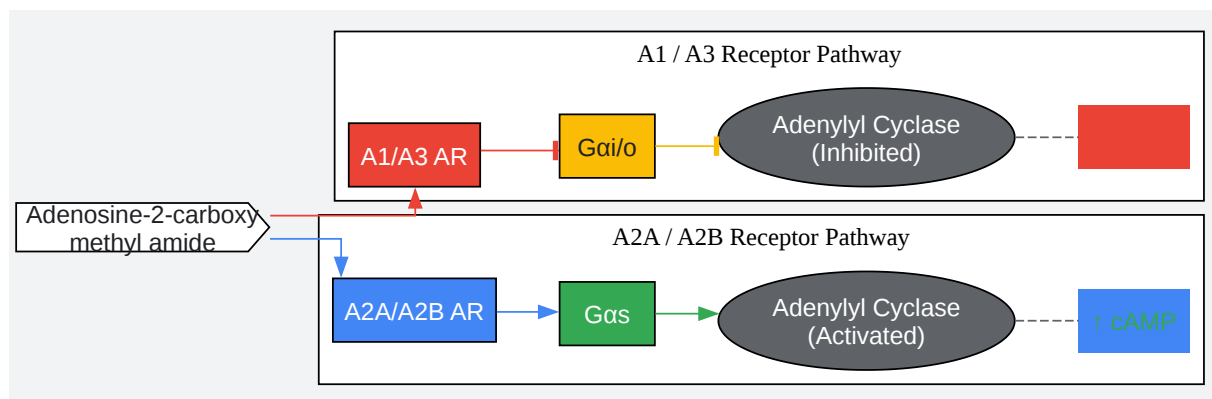 A1 / A3 Receptor Pathway
A1/A3 AR
Gαi/o
Adenylyl Cyclase
(Inhibited)
Adenosine-2-carboxy
methyl amide
A2A / A2B Receptor Pathway
A2A/A2B AR
Gαs
Adenylyl Cyclase
(Activated)
↑ cAMP